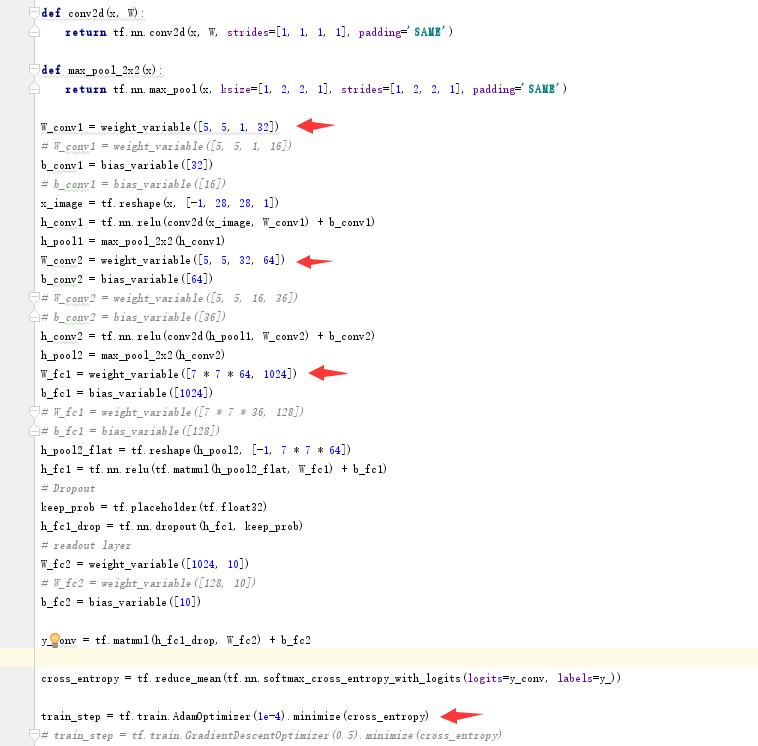 def conv2d(x, W):
    return tf.nn.conv2d(x, W, strides=[1, 1, 1, 1], padding='SAME')
def max_pool_2x2(x):
    return tf.nn.max_pool(x, ksize=[1, 2, 2, 1], strides=[1, 2, 2, 1], padding='SAME')
W_conv1 = weight_variable([5, 5, 1, 32])
# W_conv1 = weight_variable([5, 5, 1, 16])
b_conv1 = bias_variable([32])
# b_conv1 = bias_variable([16])
x_image = tf.reshape(x, [-1, 28, 28, 1])
h_conv1 = tf.nn.relu(conv2d(x_image, W_conv1) + b_conv1)
h_pool1 = max_pool_2x2(h_conv1)
W_conv2 = weight_variable([5, 5, 32, 64])
b_conv2 = bias_variable([64])
# W_conv2 = weight_variable([5, 5, 16, 36])
# b_conv2 = bias_variable([36])
h_conv2 = tf.nn.relu(conv2d(h_pool1, W_conv2) + b_conv2)
h_pool2 = max_pool_2x2(h_conv2)
W_fc1 = weight_variable([7 * 7 * 64, 1024])
b_fc1 = bias_variable([1024])
# W_fc1 = weight_variable([7 * 7 * 36, 128])
# b_fc1 = bias_variable([128])
h_pool2_flat = tf.reshape(h_pool2, [-1, 7 * 7 * 64])
h_fc1 = tf.nn.relu(tf.matmul(h_pool2_flat, W_fc1) + b_fc1)
# Dropout
keep_prob = tf.placeholder(tf.float32)
h_fc1_drop = tf.nn.dropout(h_fc1, keep_prob)
# readout layer
W_fc2 = weight_variable([1024, 10])
# W_fc2 = weight_variable([128, 10])
b_fc2 = bias_variable([10])
y_conv = tf.matmul(h_fc1_drop, W_fc2) + b_fc2
cross_entropy = tf.reduce_mean(tf.nn.softmax_cross_entropy_with_logits(logits=y_conv, labels=y_))
train_step = tf.train.AdamOptimizer(1e-4).minimize(cross_entropy)
# train_step = tf.train.GradientDescentOptimizer(0.5).minimize(cross_entropy)